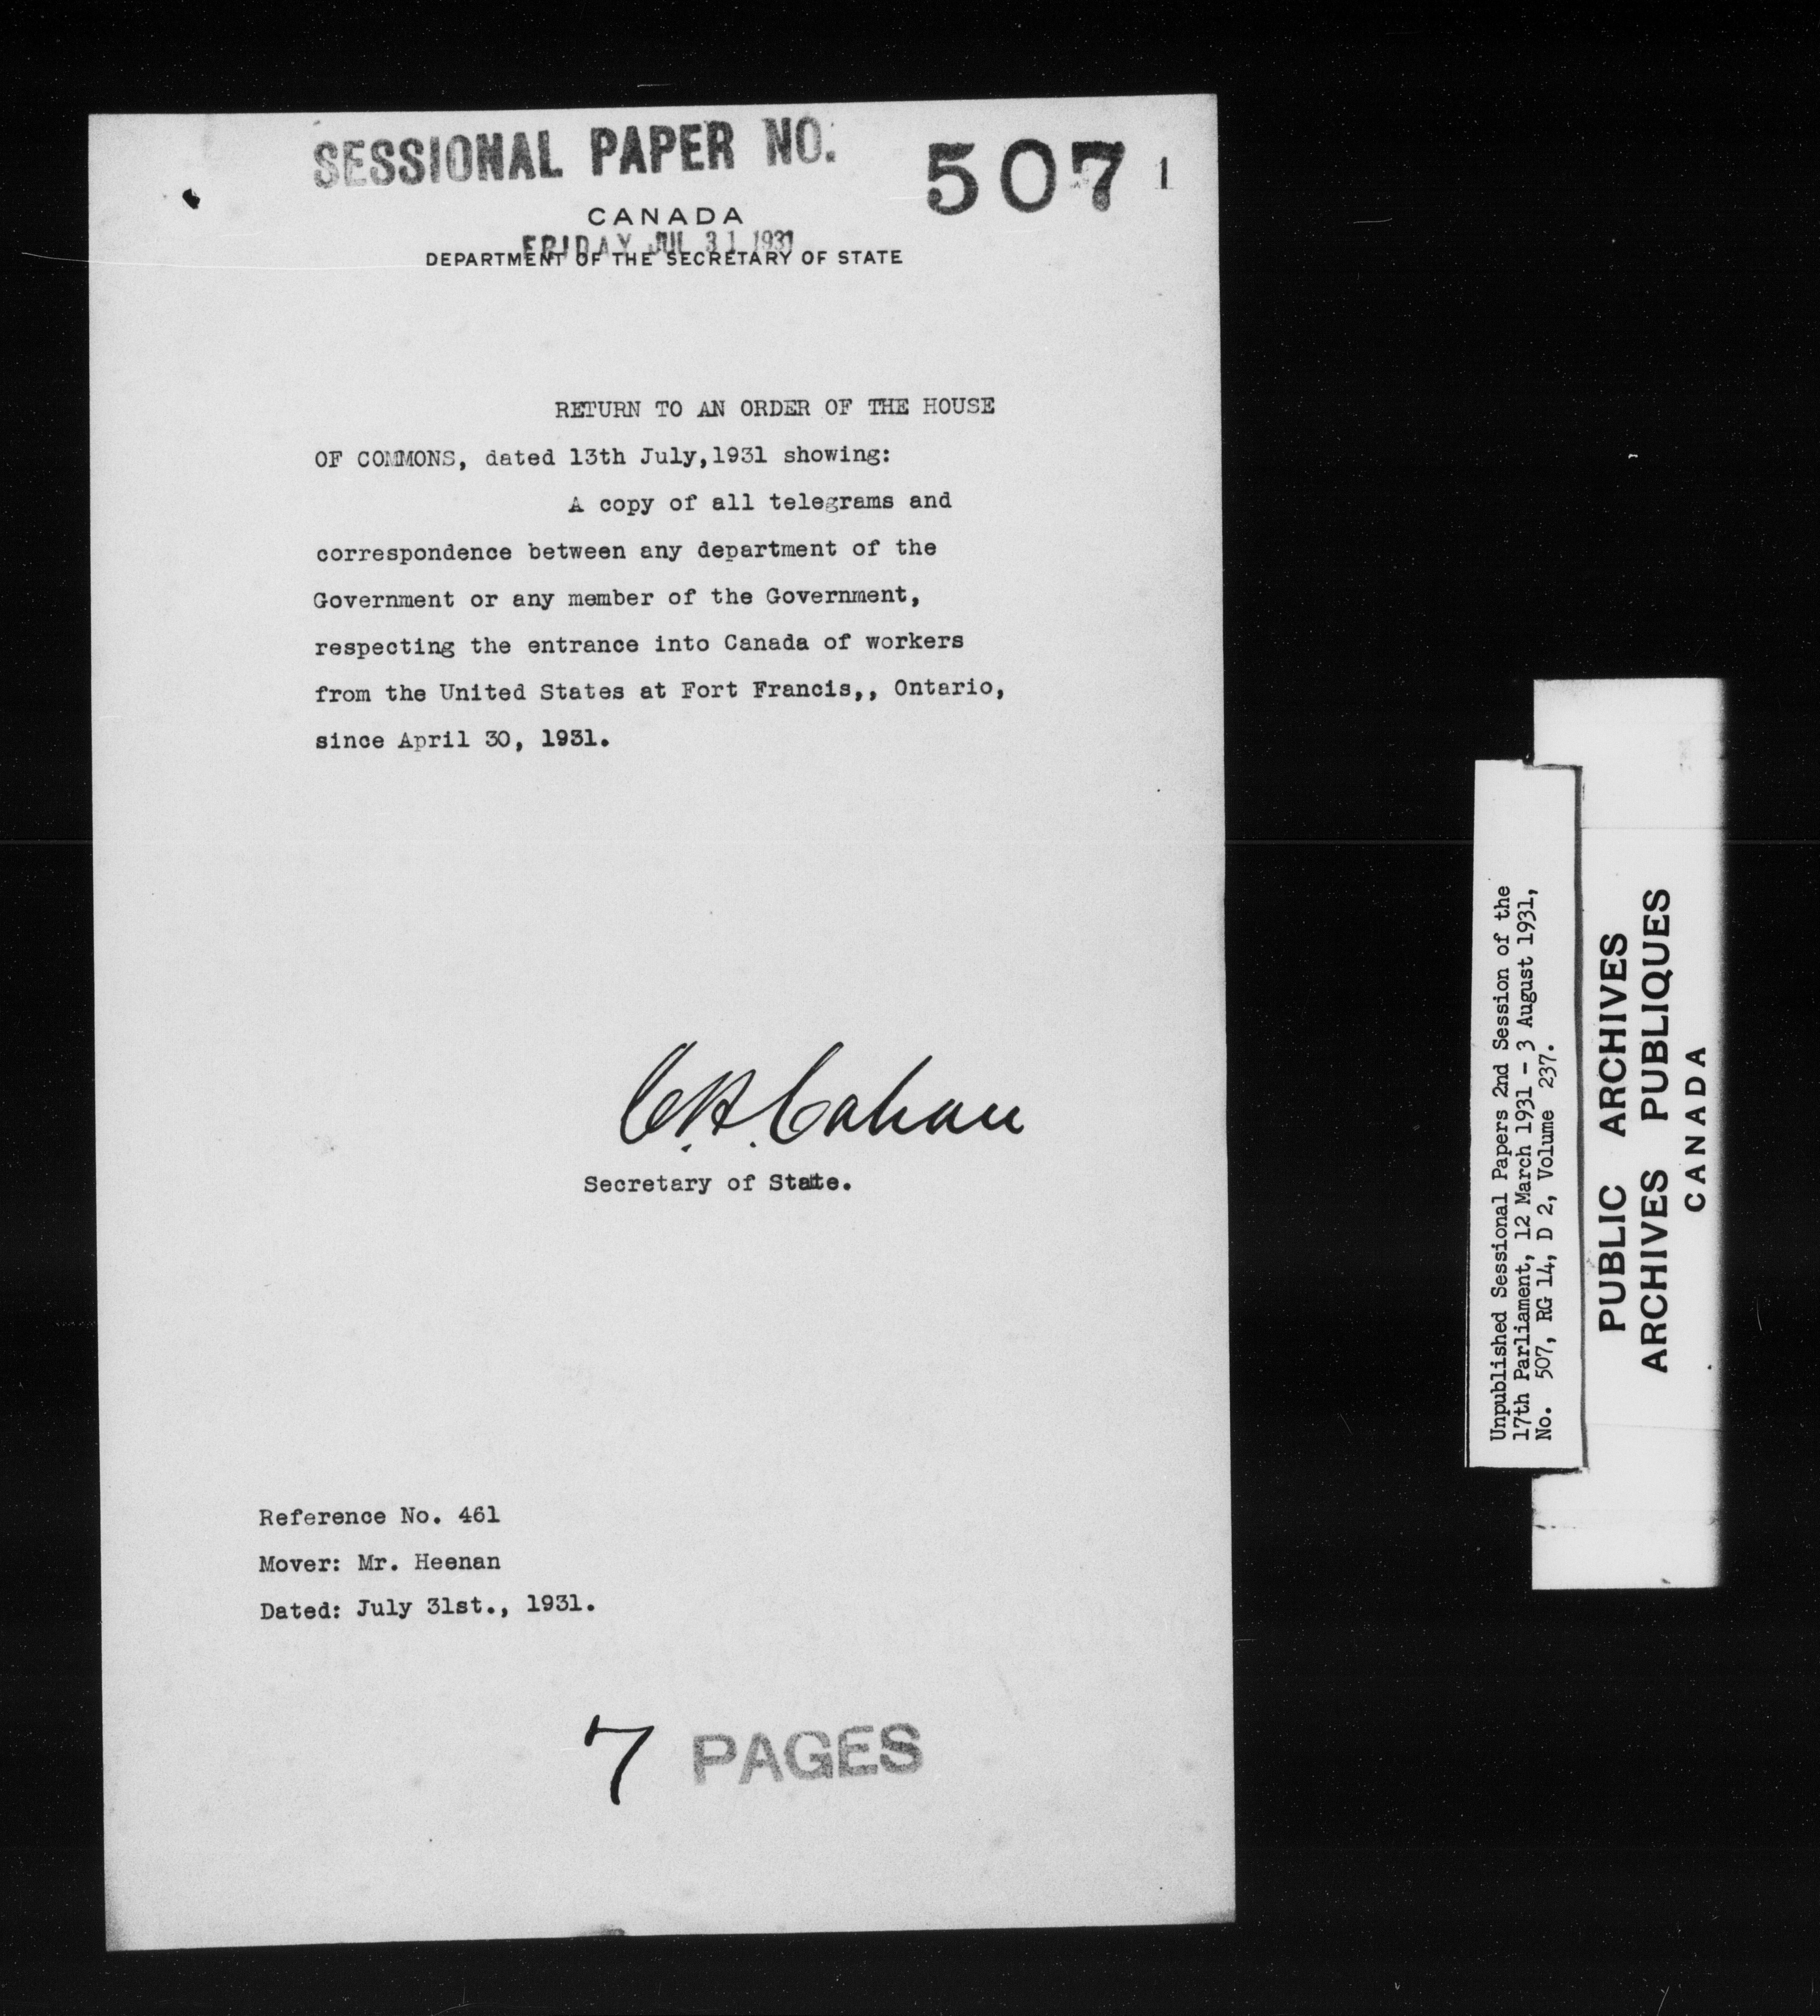 SESSIONAL PAPER NO. 507 1
CANADA
FRIDAY JUL 31 1931
DEPARTMENT OF THE SECRETARY OF STATE
RETURN TO AN ORDER OF THE HOUSE
OF COMMONS, dated 13th July,1931 showing:
A copy of all telegrams and
correspondence between any department of the
Government or any member of the Government,
respecting the entrance into Canada of workers
from the United States at Fort Francis,, Ontario,
since April 30, 1931.
C.H. Cahan
Secretary of State.
Reference No. 461
Mover: Mr. Heenan
Dated: July 31st., 1931.
7 PAGES
Unpublished Sessional Papers 2nd Session of the
17th Parliament, 12 March 1931 - 3 August 1931,
No. 507, RG 14, D 2, Volume 237.
PUBLIC ARCHIVES
ARCHIVES PUBLIQUES
CANADA